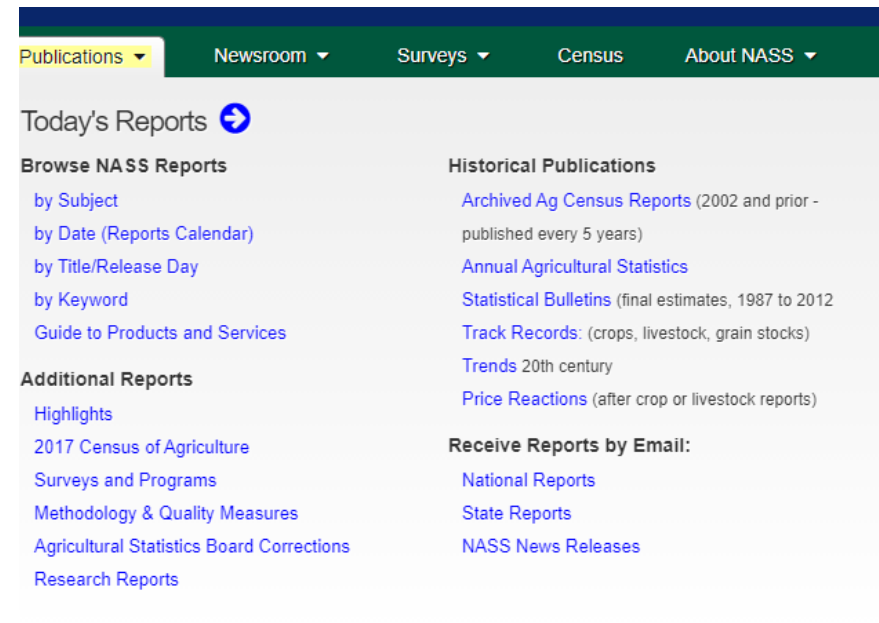 Publications Newsroom Surveys Census About NASS
Today's Reports
Browse NASS Reports
by Subject
by Date (Reports Calendar)
by Title/Release Day
by Keyword
Guide to Products and Services
Additional Reports
Highlights
2017 Census of Agriculture
Surveys and Programs
Methodology & Quality Measures
Agricultural Statistics Board Corrections
Research Reports
Historical Publications
Archived Ag Census Reports (2002 and prior -
published every 5 years)
Annual Agricultural Statistics
Statistical Bulletins (final estimates, 1987 to 2012
Track Records: (crops, livestock, grain stocks)
Trends 20th century
Price Reactions (after crop or livestock reports)
Receive Reports by Email:
National Reports
State Reports
NASS News Releases